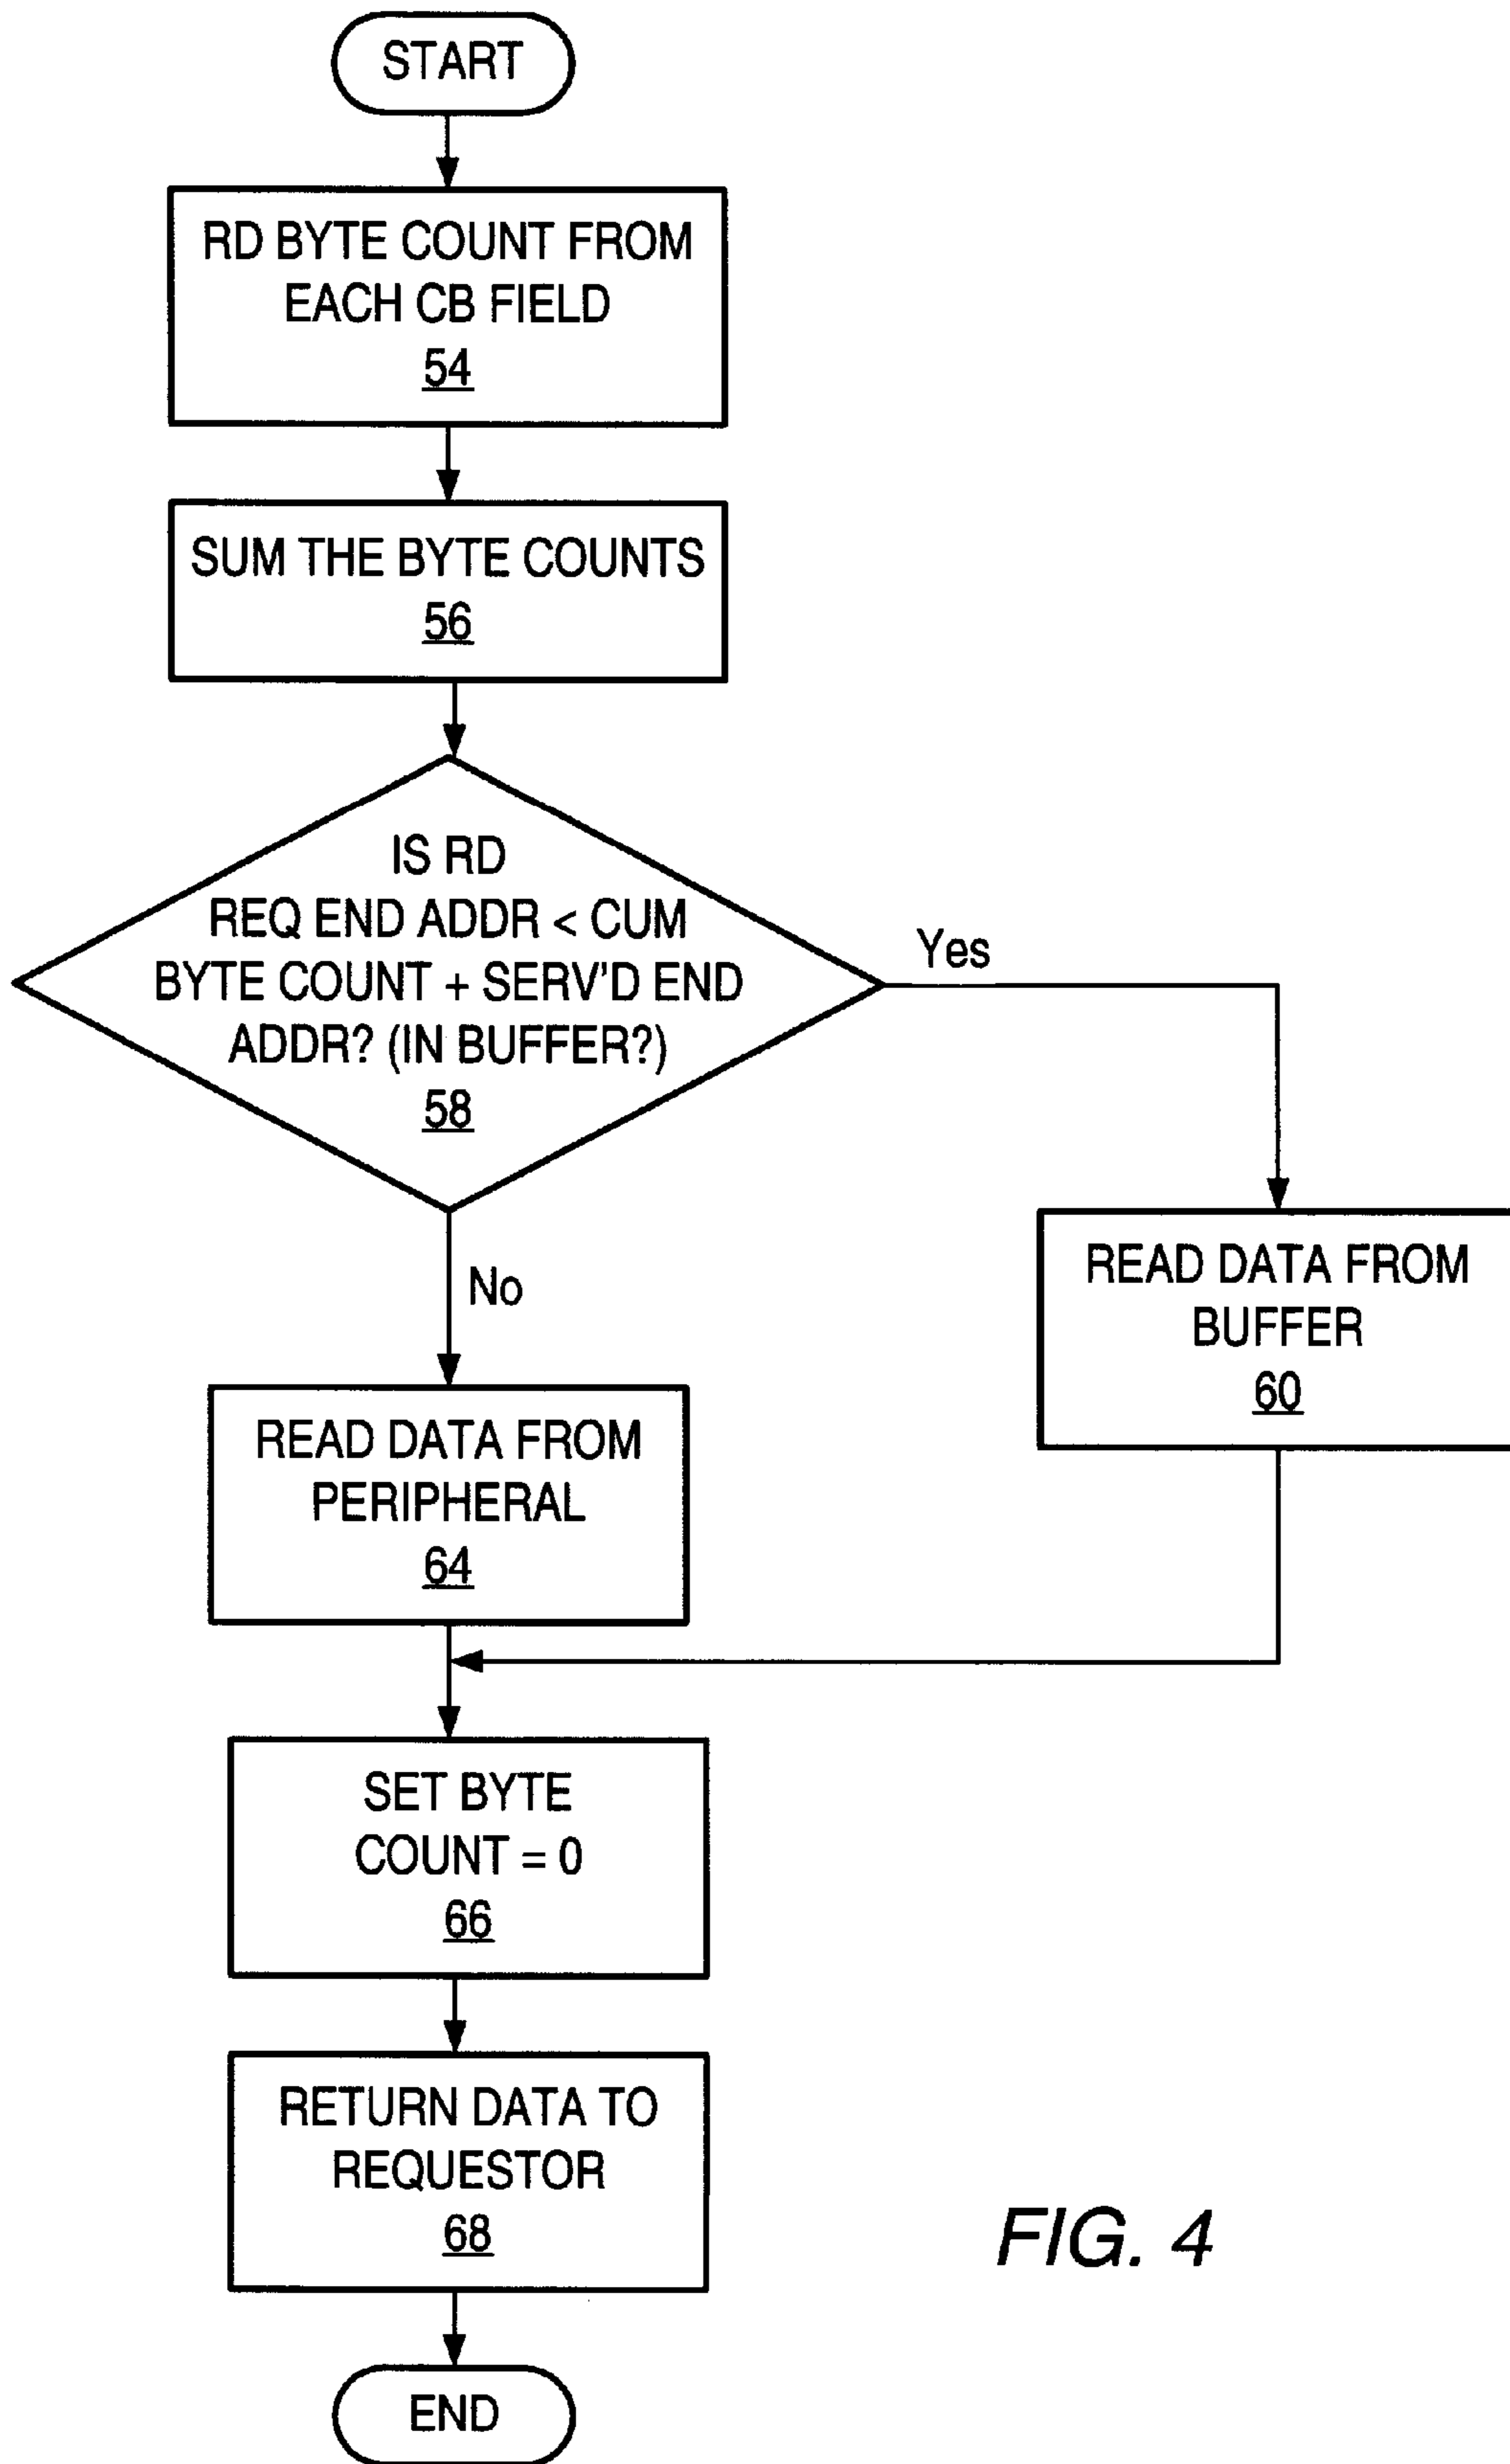 START
RD BYTE COUNT FROM
EACH CB FIELD
54
SUM THE BYTE COUNTS
56
IS RD
REQ END ADDR < CUM
BYTE COUNT + SERV'D END
ADDR? (IN BUFFER?)
58
Yes
No
READ DATA FROM
BUFFER
60
READ DATA FROM
PERIPHERAL
64
SET BYTE
COUNT = 0
66
RETURN DATA TO
REQUESTOR
68
END
FIG. 4